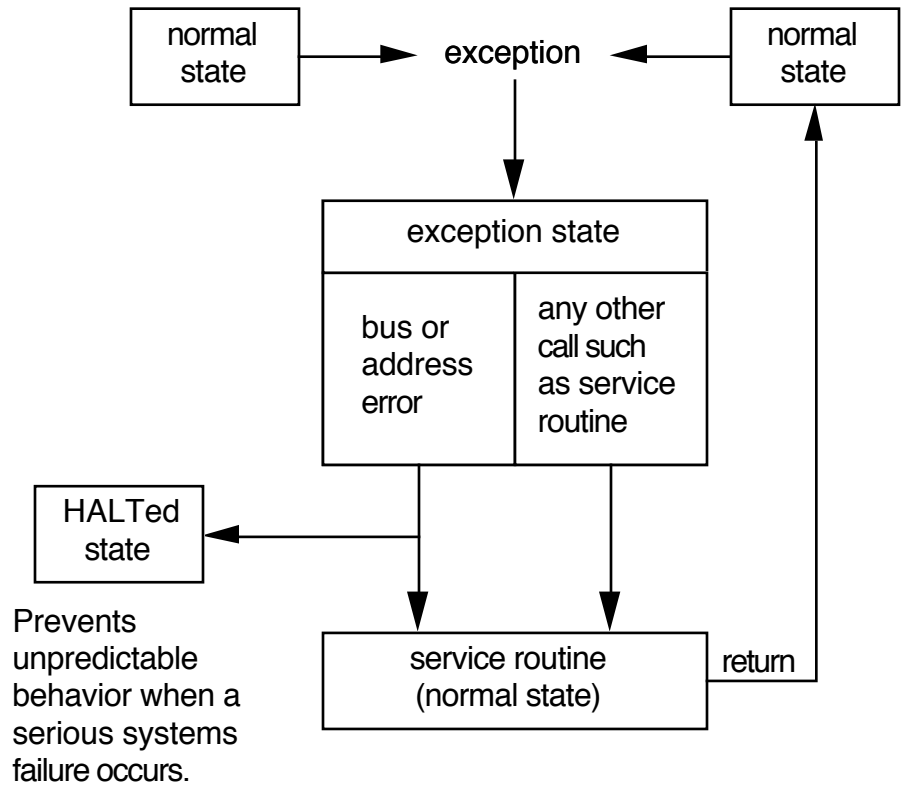 normal
state
exception
normal
state
exception state
bus or
address
error
any other
call such
as service
routine
HALTed
state
Prevents
unpredictable
behavior when a
serious systems
failure occurs.
service routine
(normal state)
return